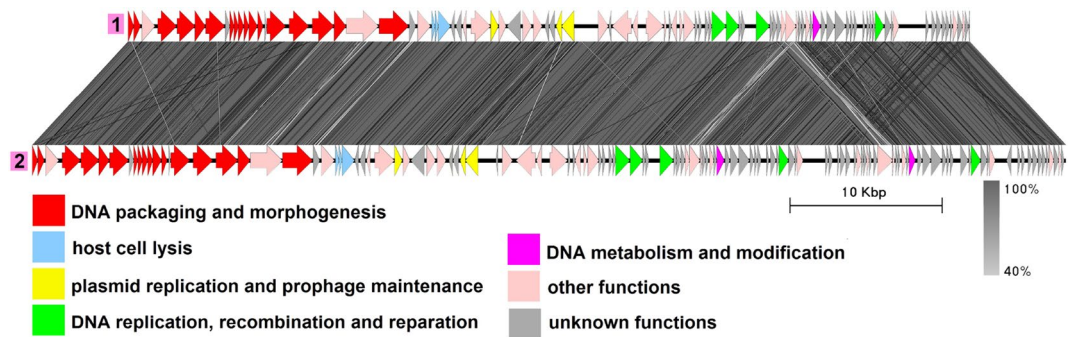 1
2
10 Kbp
100%
40%
DNA packaging and morphogenesis
host cell lysis
plasmid replication and prophage maintenance
DNA replication, recombination and reparation
DNA metabolism and modification
other functions
unknown functions